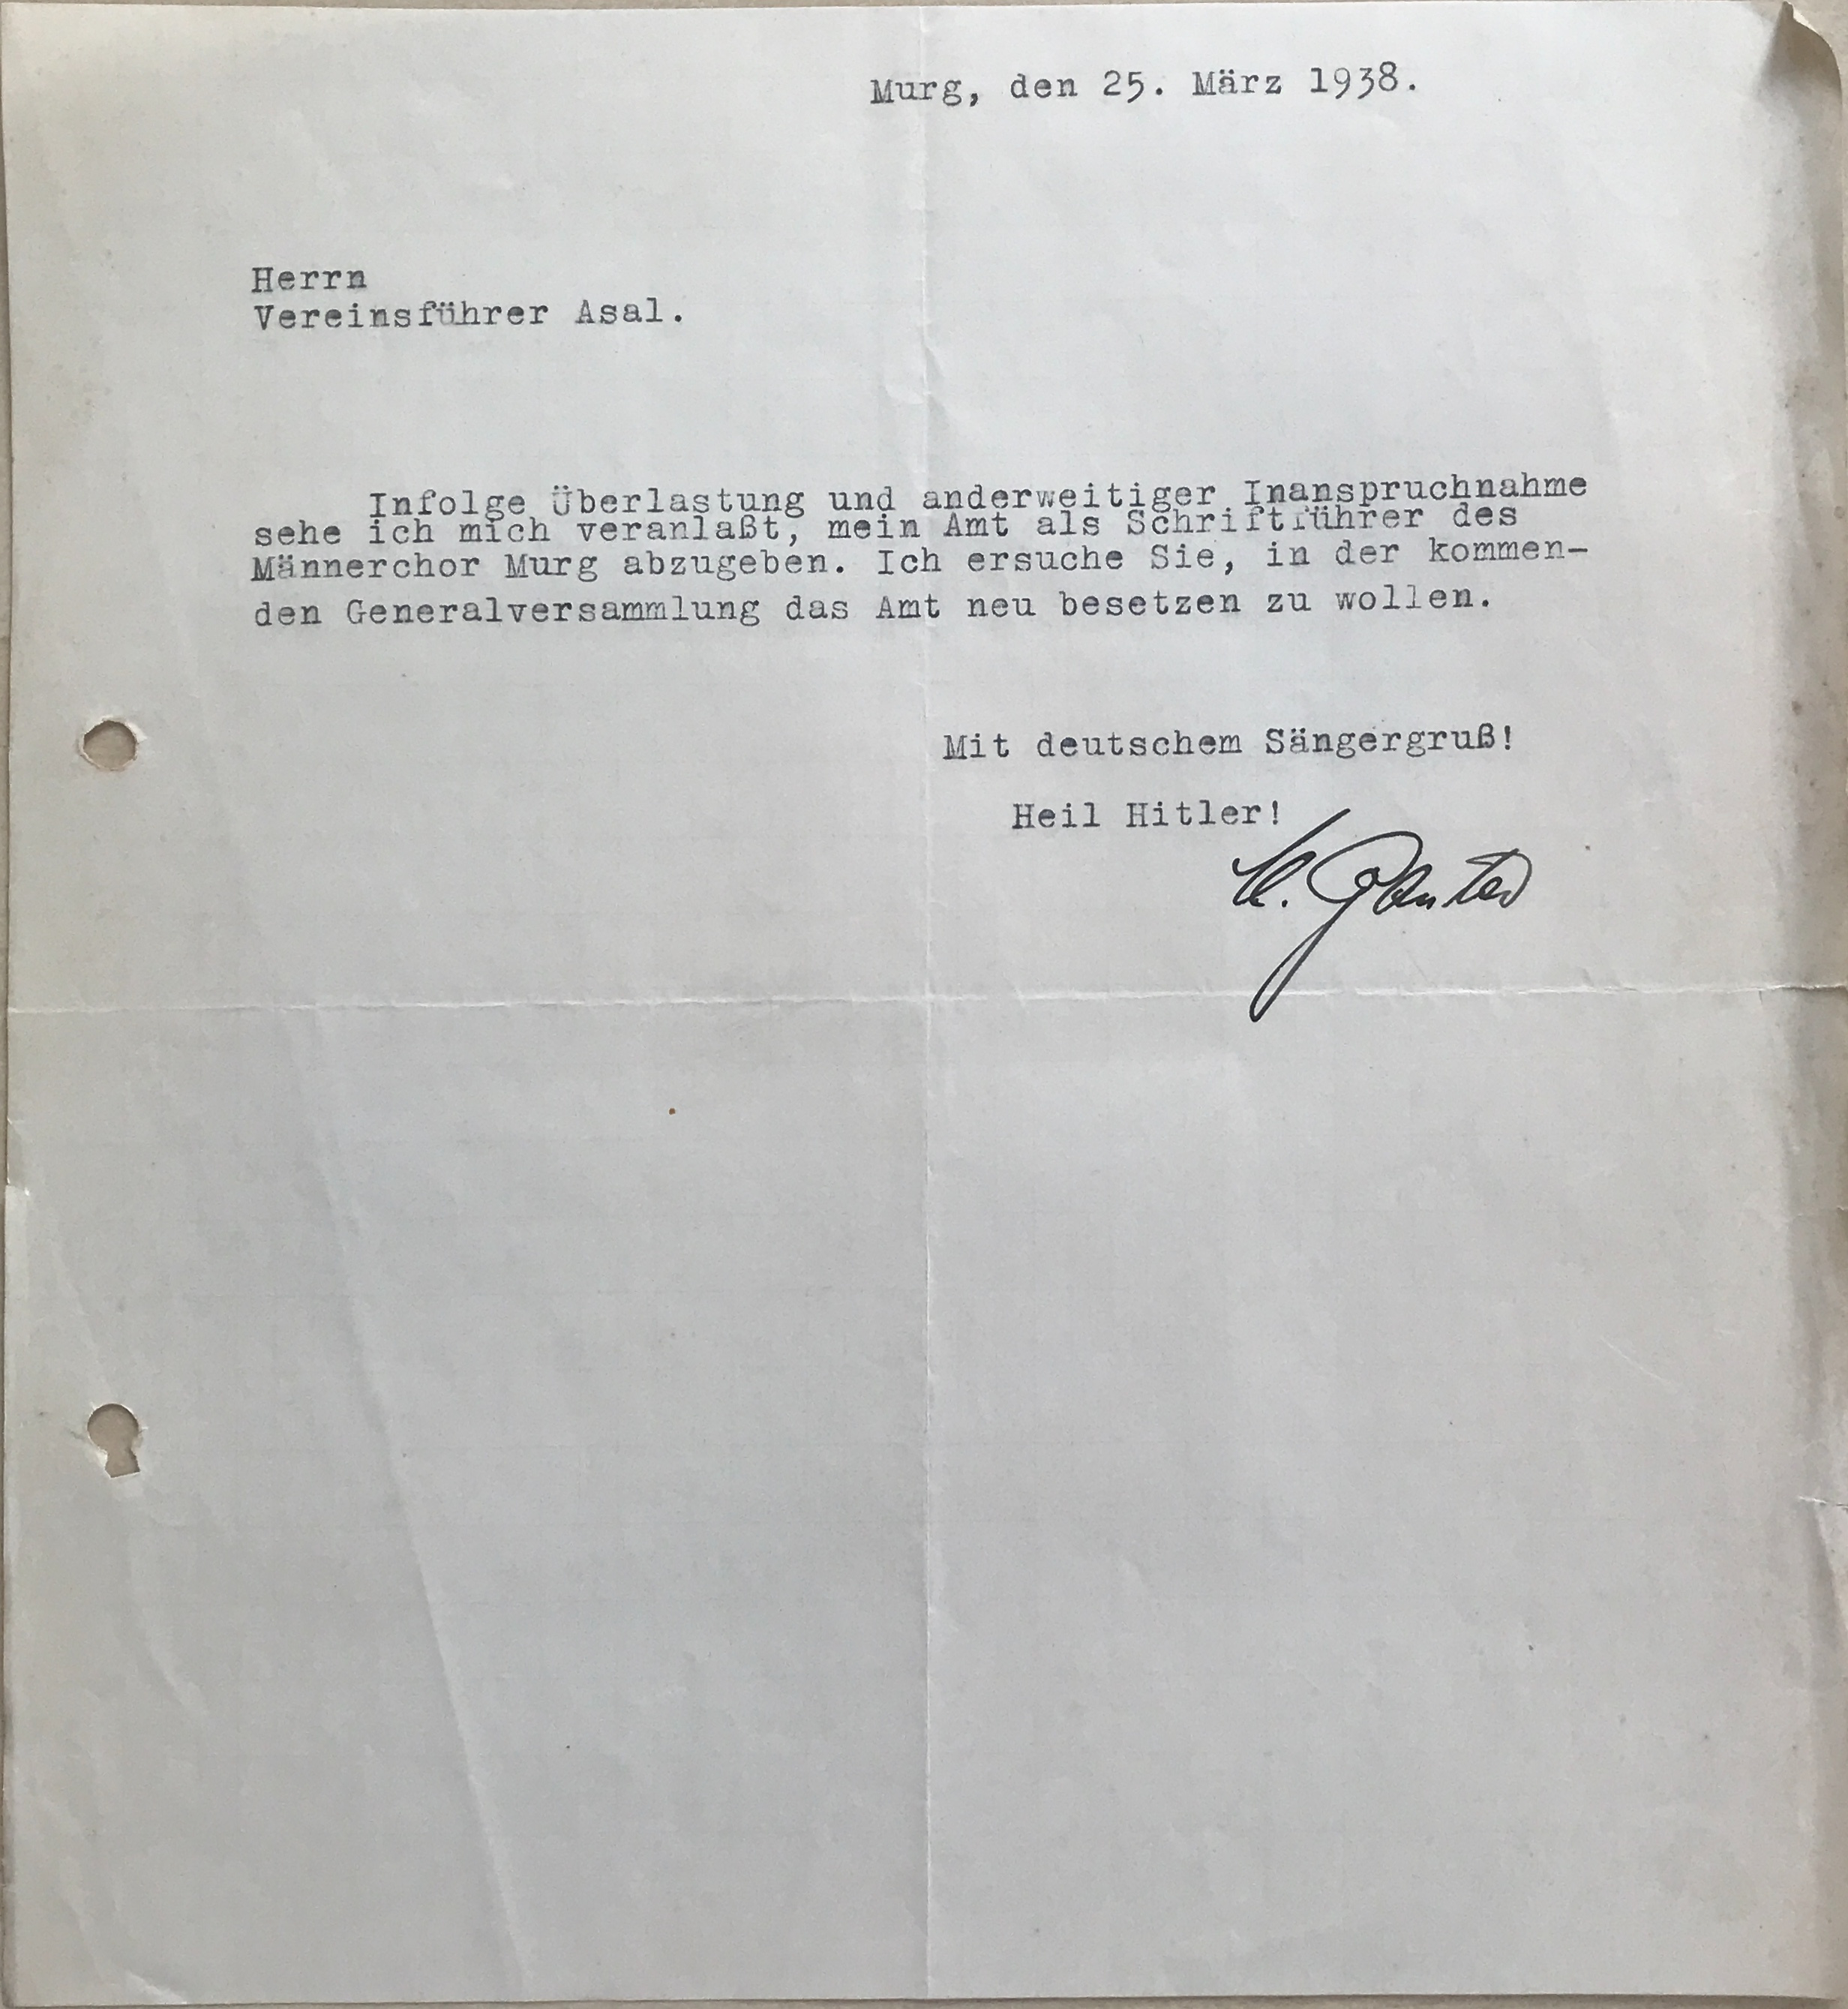 Murg, den 25. März 1938.
Herrn
Vereinsführer Asal.
Infolge Überlastung und anderweitiger Inanspruchnahme
sehe ich mich veranlaßt, mein Amt als Schriftführer des
Männerchor Murg abzugeben. Ich ersuche Sie, in der kommen-
den Generalversammlung das Amt neu besetzen zu wollen.
Mit deutschem Sängergruß!
Heil Hitler!